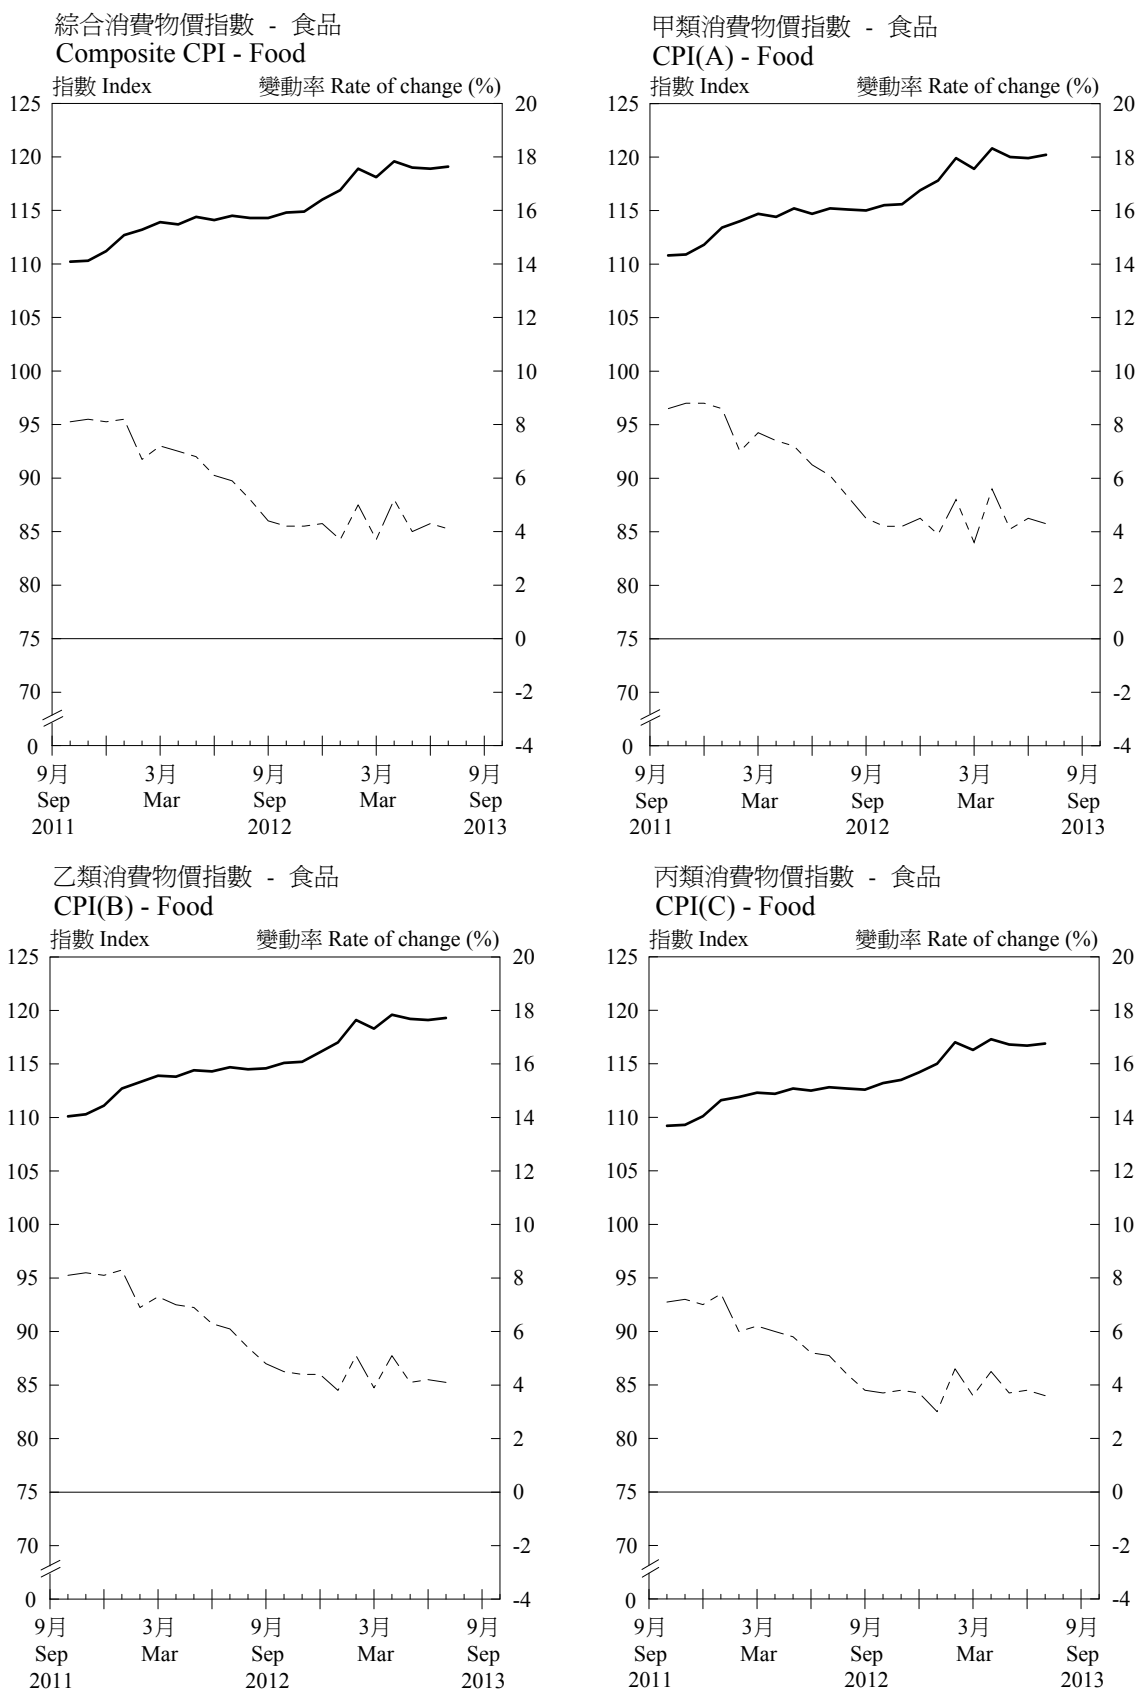 綜合消費物價指數 - 食品
Composite CPI - Food
指數 Index 變動率 Rate of change (%)
125 20
120 18
115 16
110 14
105 12
100 10
95 8
90 6
85 4
80 2
75 0
70 -2
0 -4
9月 3月 9月 3月 9月
Sep Mar Sep Mar Sep
2011 2012 2013
甲類消費物價指數 - 食品
CPI(A) - Food
指數 Index 變動率 Rate of change (%)
125 20
120 18
115 16
110 14
105 12
100 10
95 8
90 6
85 4
80 2
75 0
70 -2
0 -4
9月 3月 9月 3月 9月
Sep Mar Sep Mar Sep
2011 2012 2013
乙類消費物價指數 - 食品
CPI(B) - Food
指數 Index 變動率 Rate of change (%)
125 20
120 18
115 16
110 14
105 12
100 10
95 8
90 6
85 4
80 2
75 0
70 -2
0 -4
9月 3月 9月 3月 9月
Sep Mar Sep Mar Sep
2011 2012 2013
丙類消費物價指數 - 食品
CPI(C) - Food
指數 Index 變動率 Rate of change (%)
125 20
120 18
115 16
110 14
105 12
100 10
95 8
90 6
85 4
80 2
75 0
70 -2
0 -4
9月 3月 9月 3月 9月
Sep Mar Sep Mar Sep
2011 2012 2013